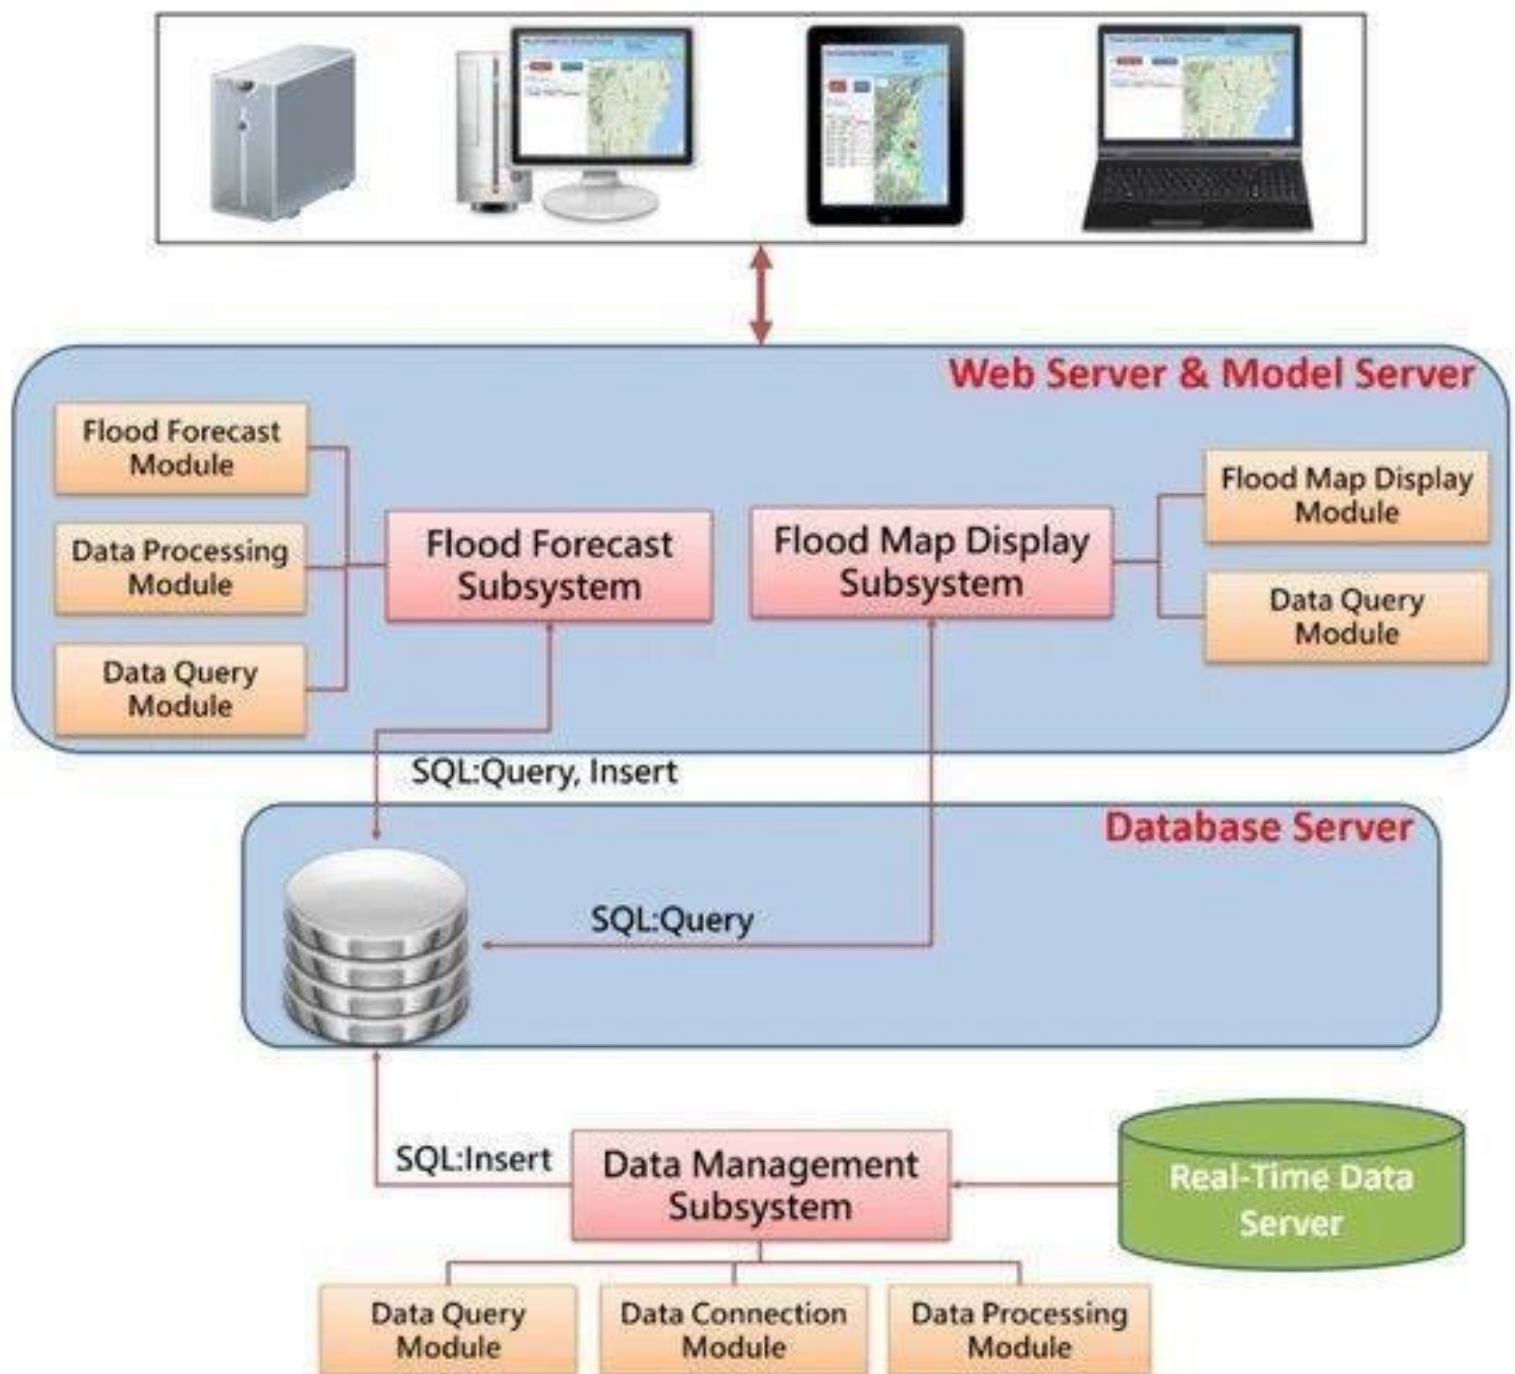 Web Server & Model Server
Flood Forecast
Module
Data Processing
Module
Data Query
Module
Flood Forecast
Subsystem
Flood Map Display
Subsystem
Flood Map Display
Module
Data Query
Module
SQL:Query, Insert
Database Server
SQL:Query
SQL:Insert
Data Management
Subsystem
Real-Time Data
Server
Data Query
Module
Data Connection
Module
Data Processing
Module